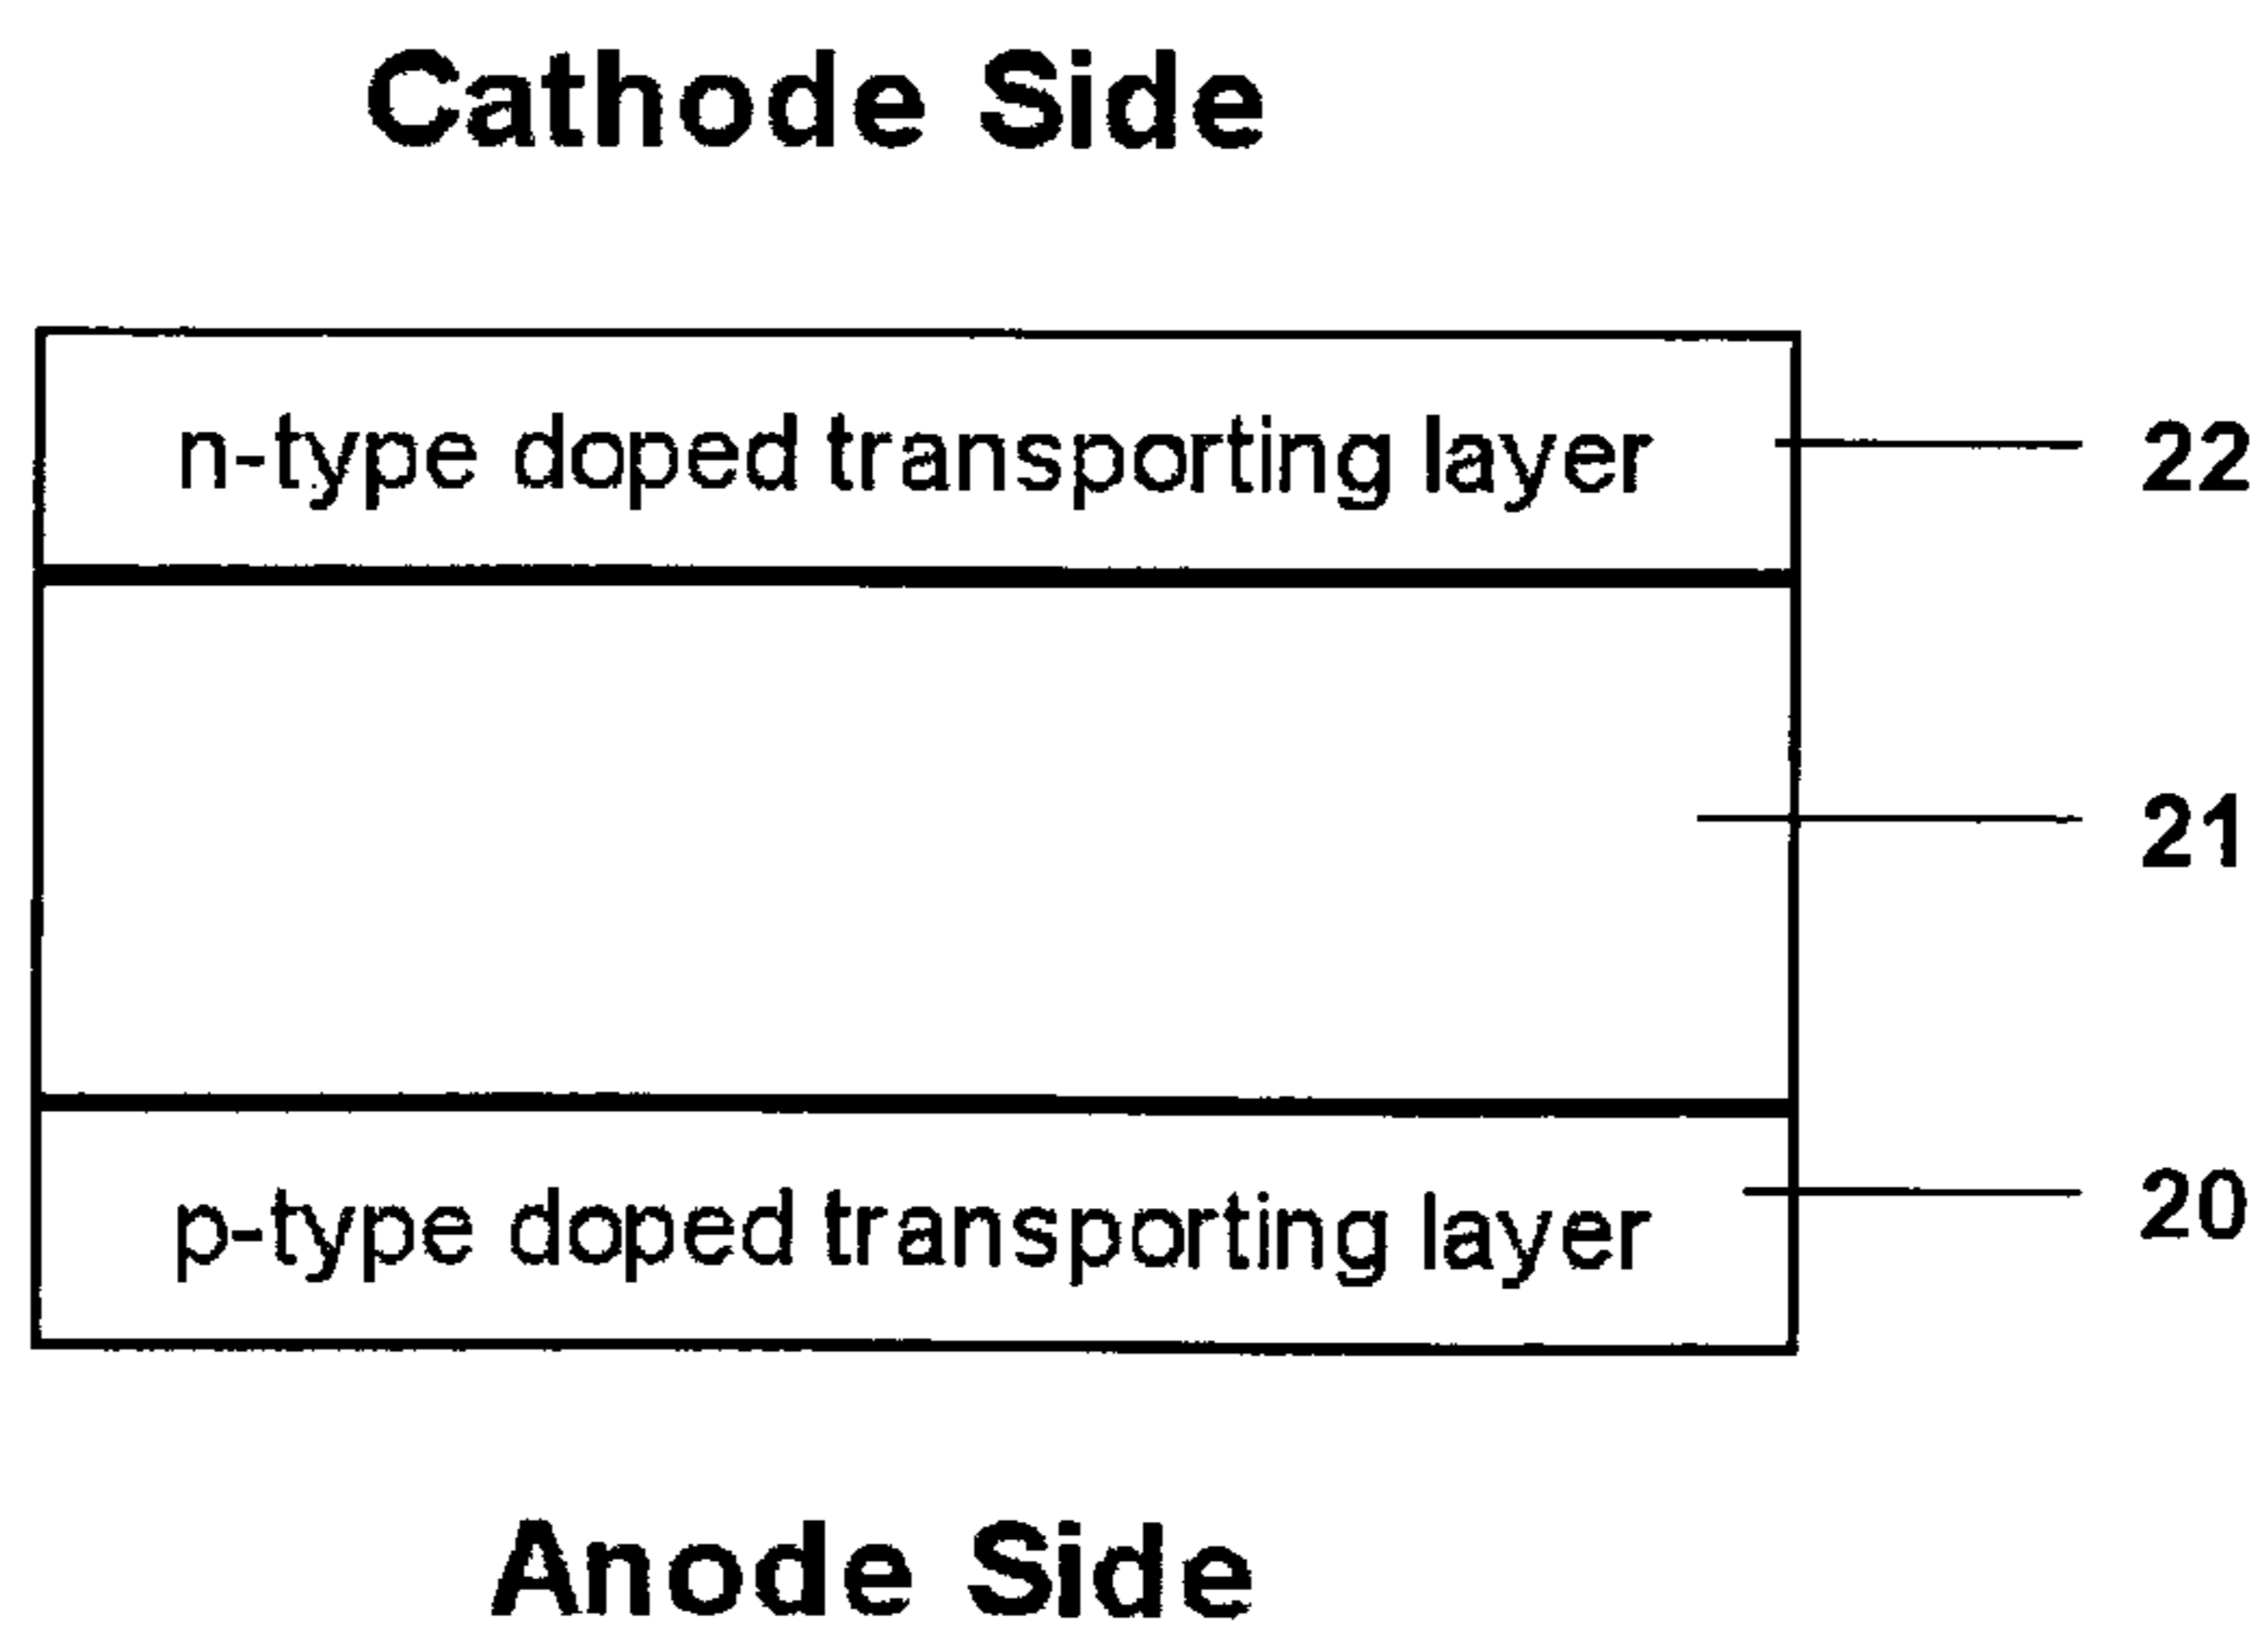 Cathode Side
n-type doped transporting layer 22
21
p-type doped transporting layer 20
Anode Side